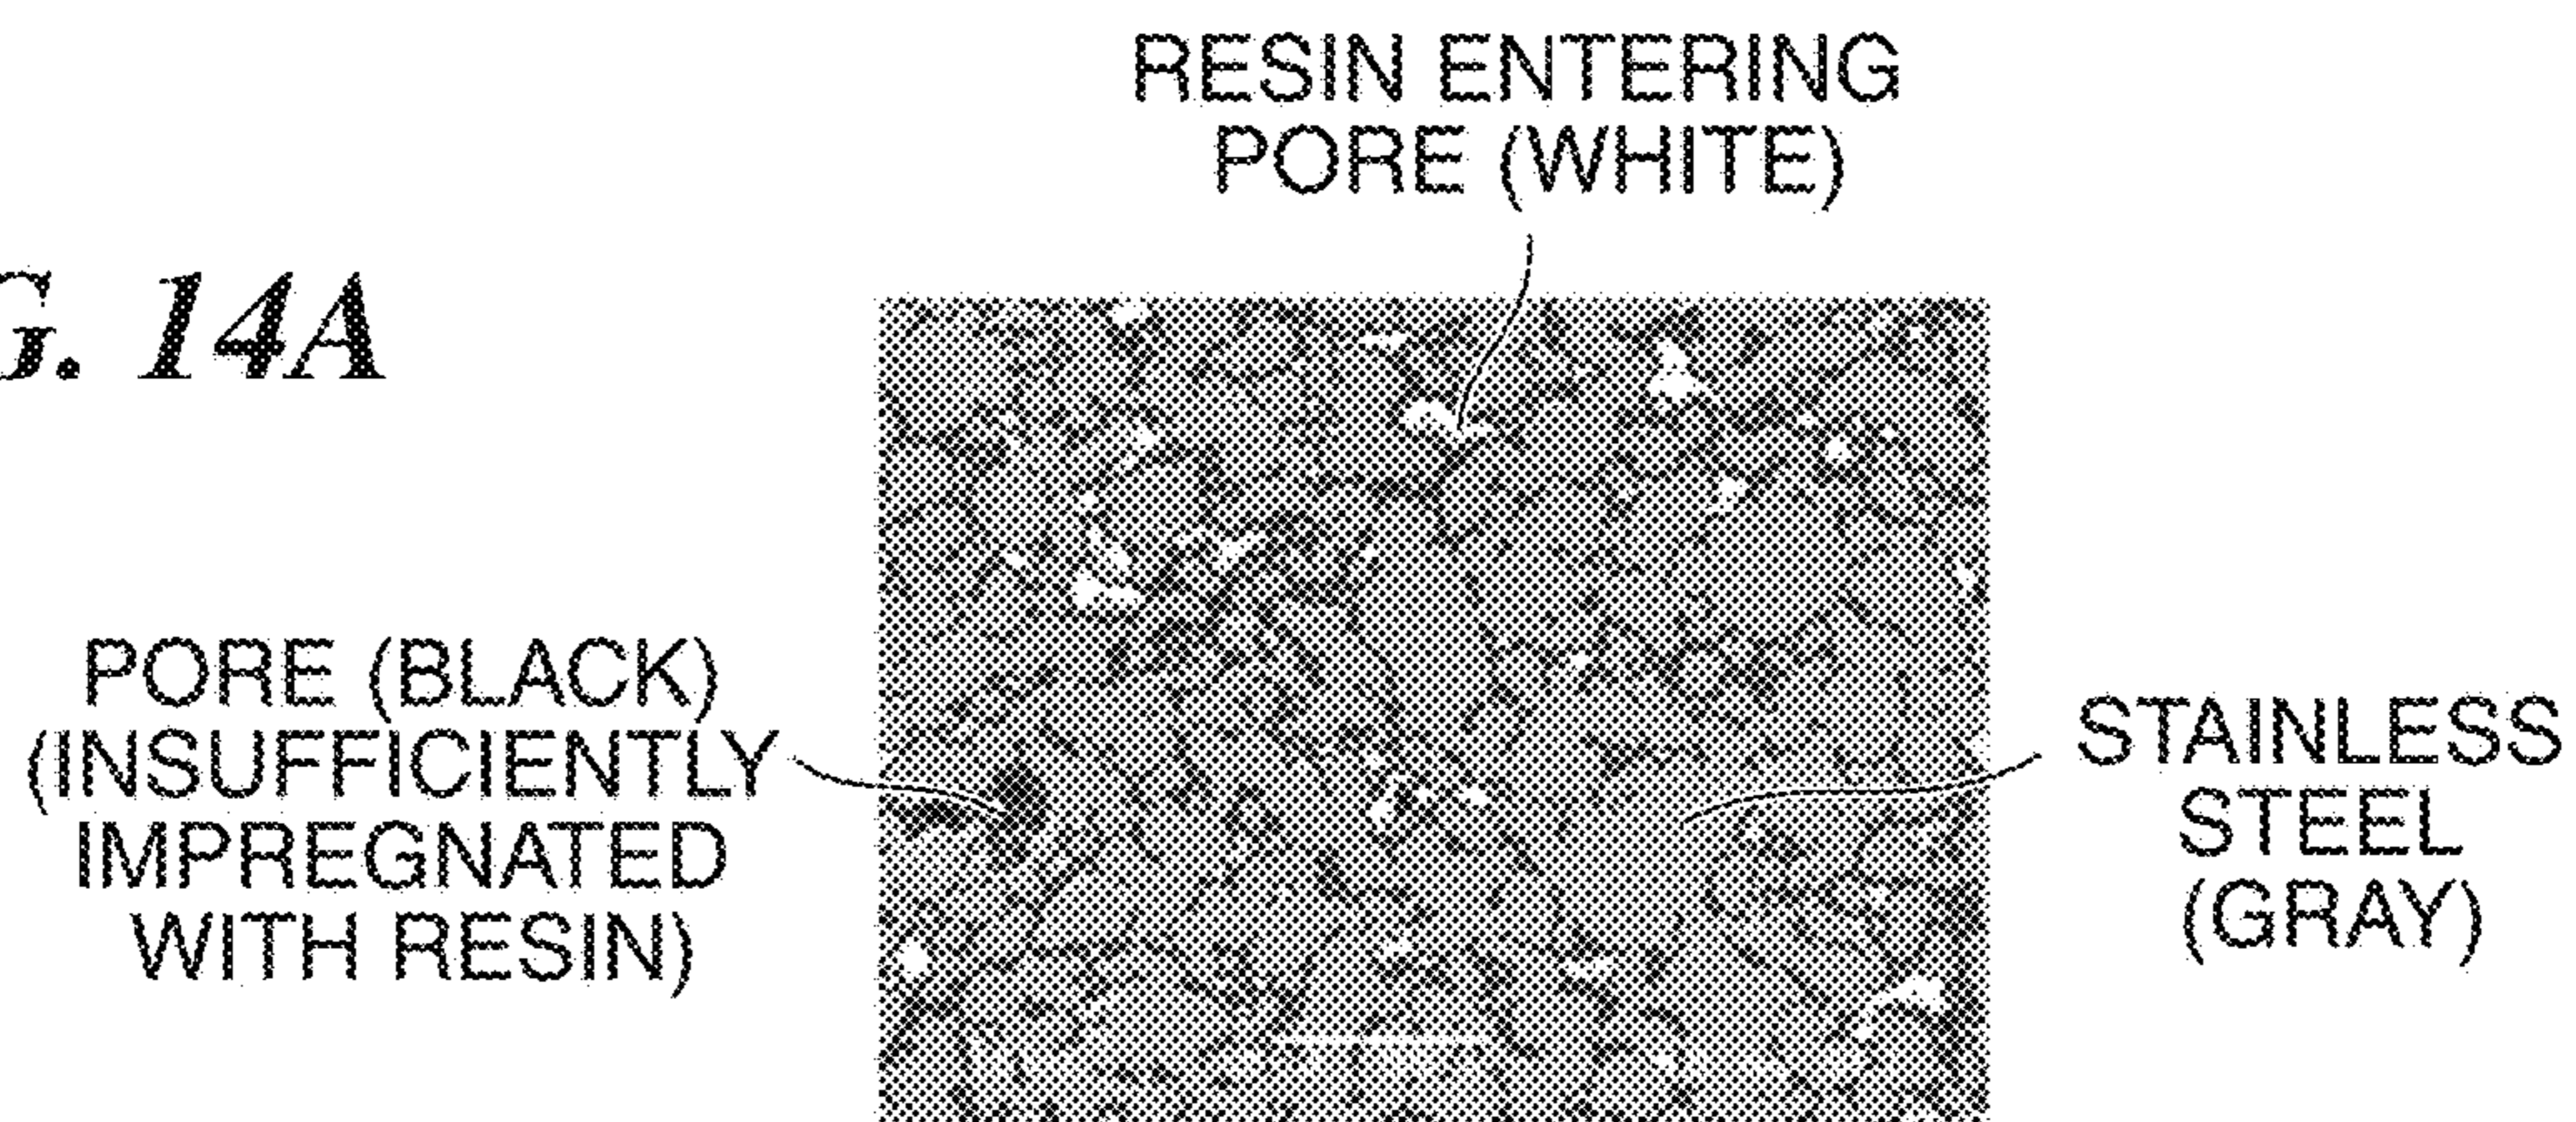 RESIN ENTERING
PORE (WHITE)
G. 14A
PORE (BLACK)
(INSUFFICIENTLY
IMPREGNATED
WITH RESIN)
STAINLESS
STEEL
(GRAY)